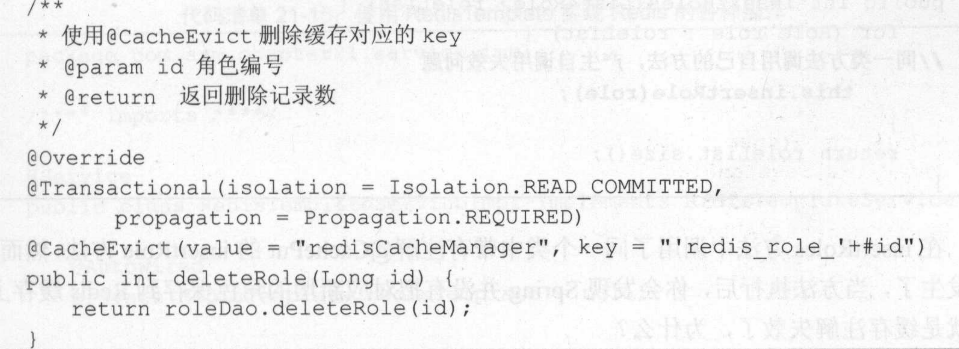 /**
 * 使用@CacheEvict 删除缓存对应的 key
 * @param id 角色编号
 * @return  返回删除记录数
 */
@Override
@Transactional(isolation = Isolation.READ_COMMITTED,
      propagation = Propagation.REQUIRED)
@CacheEvict(value = "redisCacheManager", key = "'redis_role_'+#id")
public int deleteRole(Long id) {
   return roleDao.deleteRole(id);
}